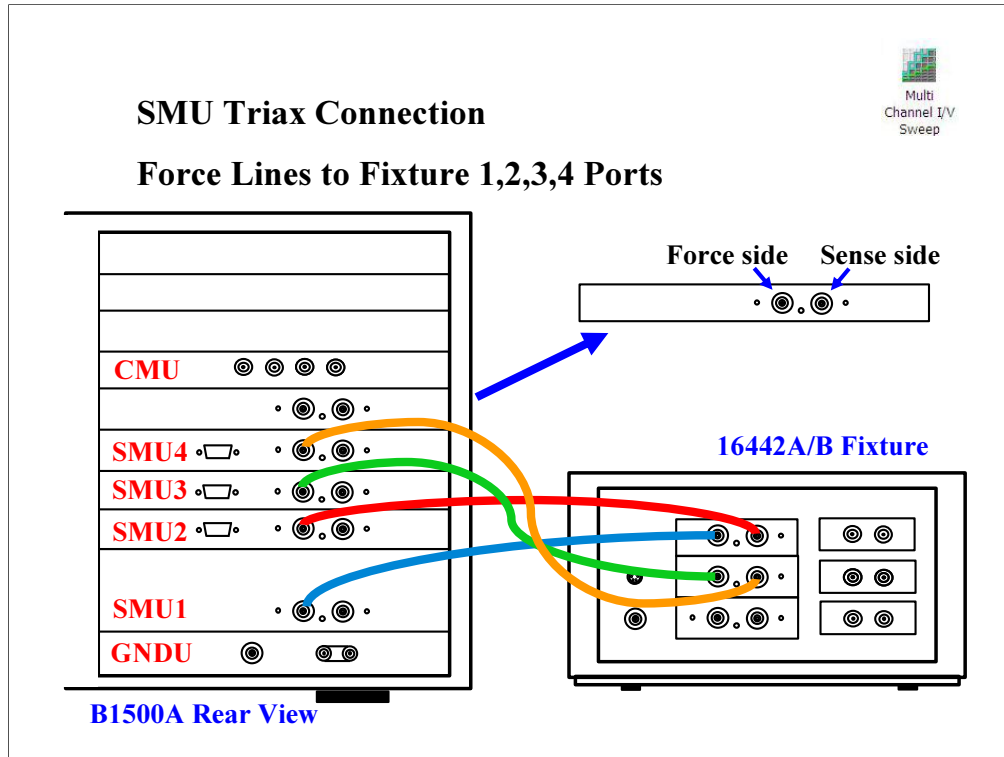 Multi
Channel I/V
Sweep
SMU Triax Connection
Force Lines to Fixture 1,2,3,4 Ports
Force side
Sense side
CMU
SMU4
16442A/B Fixture
SMU3
SMU2
SMU1
GNDU
B1500A Rear View